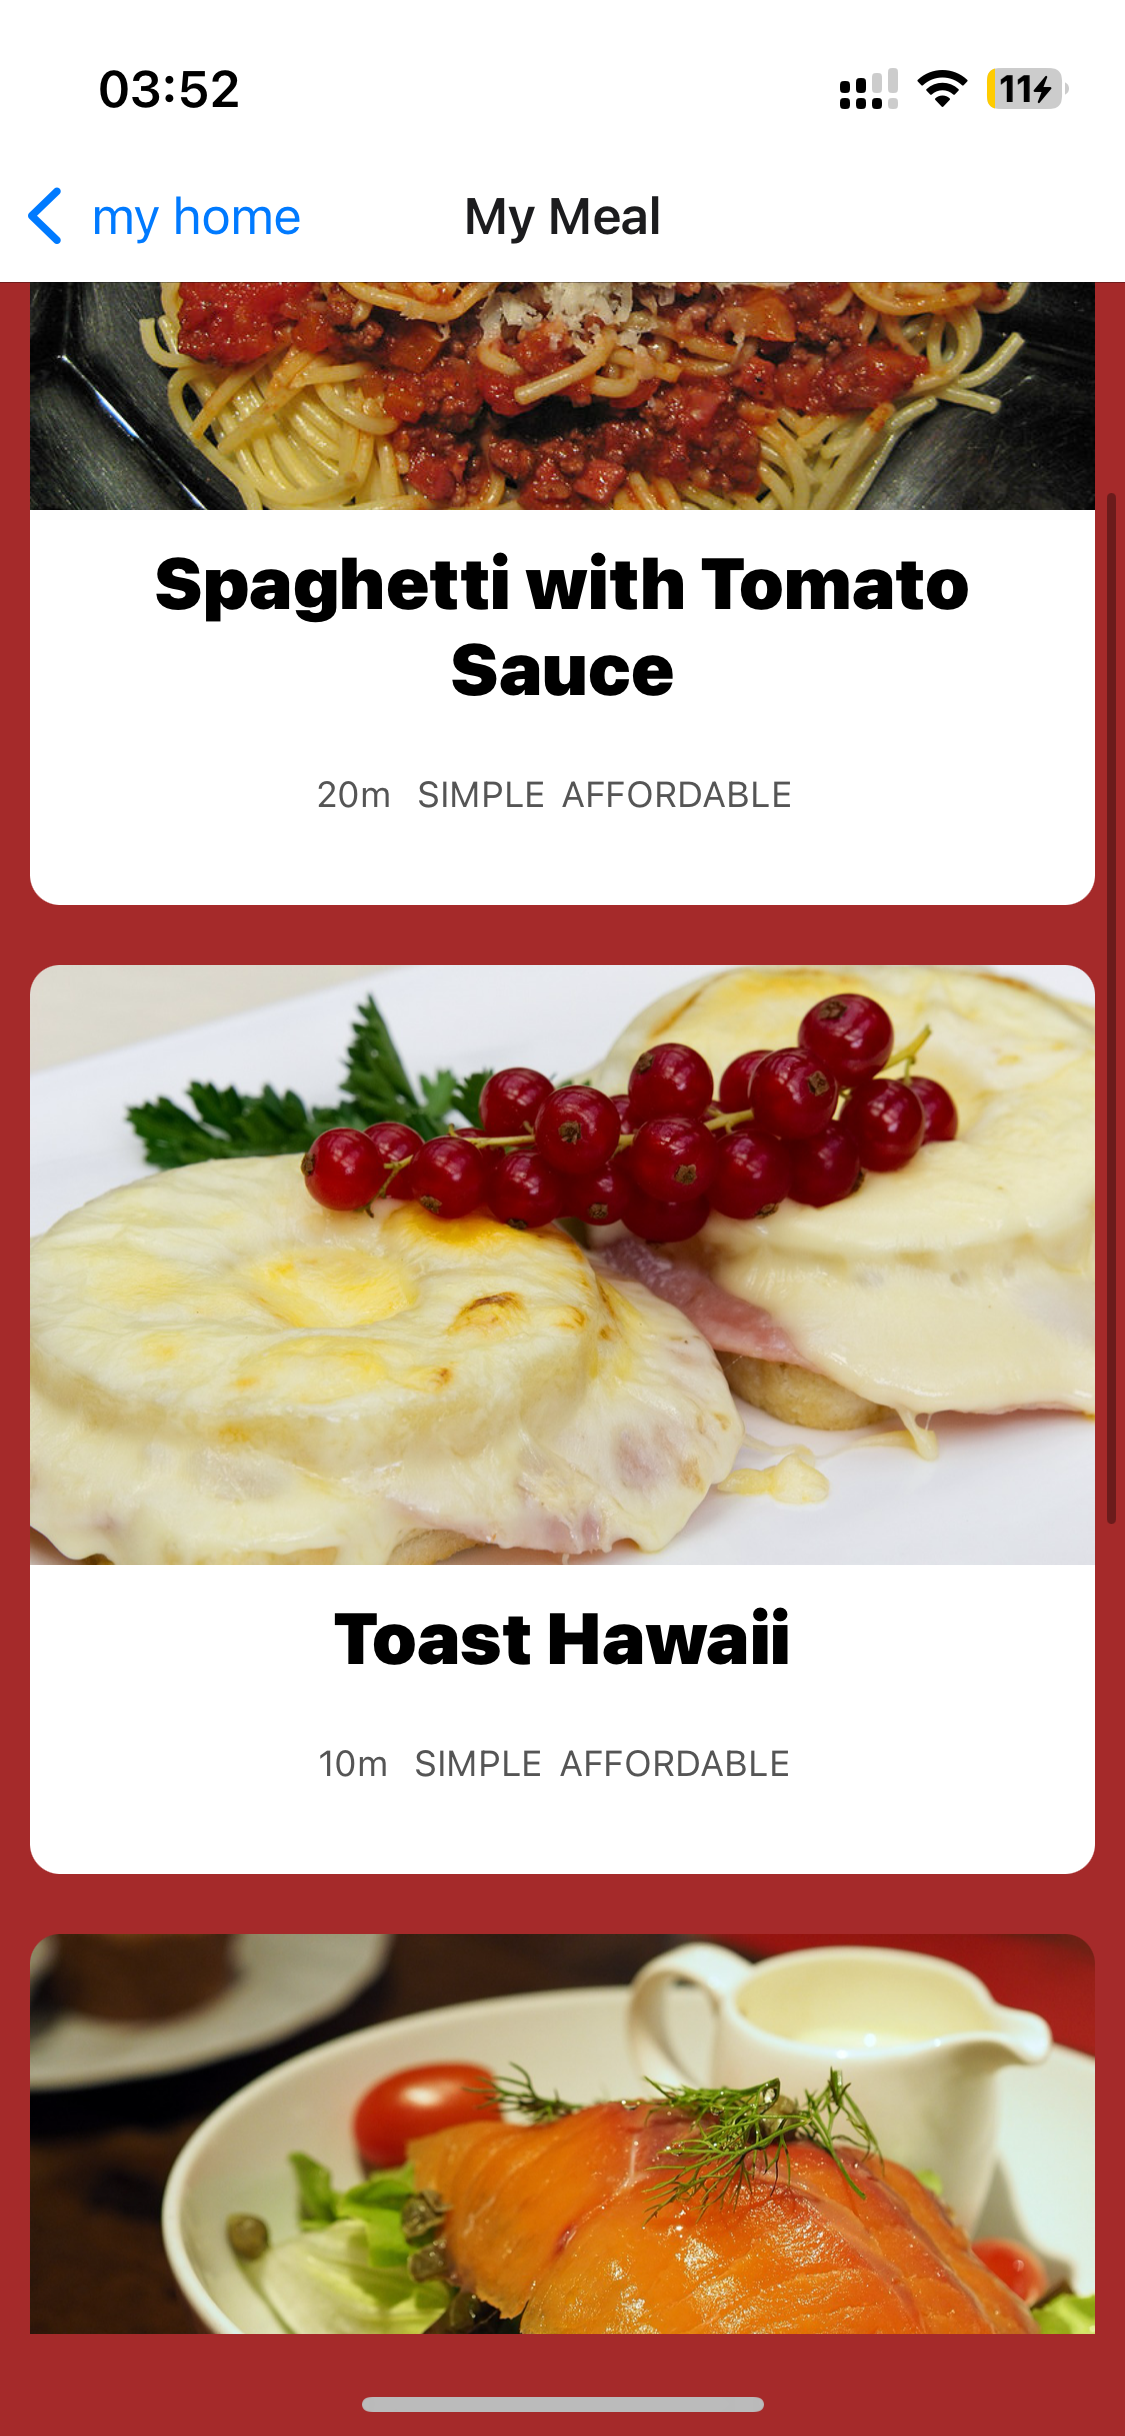 03:52
11
my home
My Meal
Spaghetti with Tomato
Sauce
20m SIMPLE AFFORDABLE
Toast Hawaii
10m SIMPLE AFFORDABLE